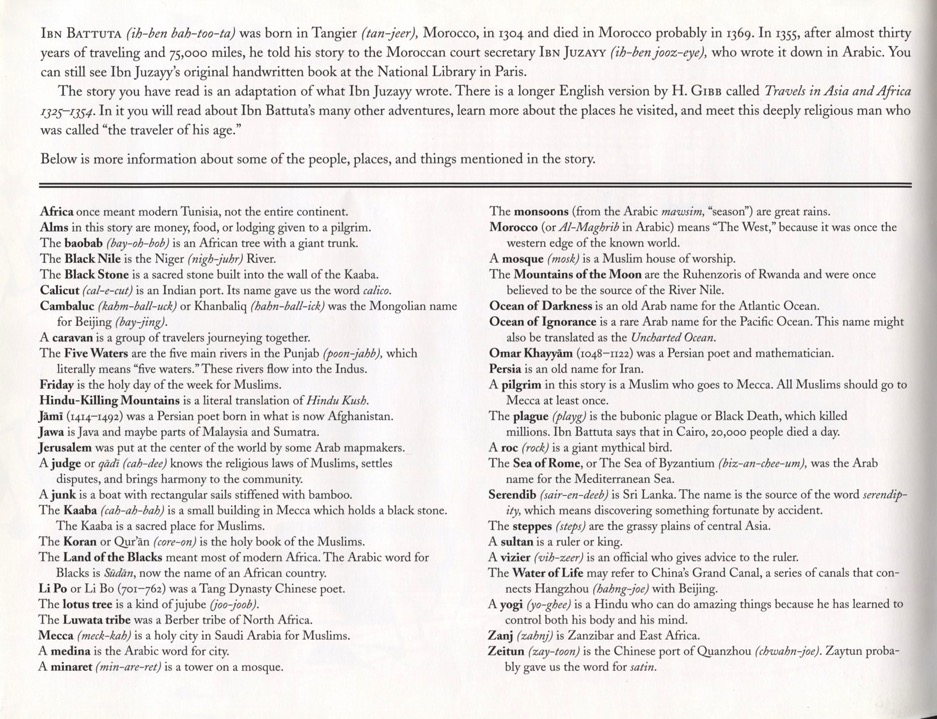 IBN BATTUTA (ih-ben bah-too-ta) was born in Tangier (tan-jeer), Morocco, in 1304 and died in Morocco probably in 1369. In 1355, after almost thirty
years of traveling and 75,000 miles, he told his story to the Moroccan court secretary IBN JUZAYY (ih-ben jooz-eye), who wrote it down in Arabic. You
can still see Ibn Juzayy's original handwritten book at the National Library in Paris.
The story you have read is an adaptation of what Ibn Juzayy wrote. There is a longer English version by H. GIBB called Travels in Asia and Africa
1325–1354. In it you will read about Ibn Battuta's many other adventures, learn more about the places he visited, and meet this deeply religious man who
was called "the traveler of his age."
Below is more information about some of the people, places, and things mentioned in the story.
Africa once meant modern Tunisia, not the entire continent.
Alms in this story are money, food, or lodging given to a pilgrim.
The baobab (bay-oh-bob) is an African tree with a giant trunk.
The Black Nile is the Niger (nigh-juhr) River.
The Black Stone is a sacred stone built into the wall of the Kaaba.
Calicut (cal-e-cut) is an Indian port. Its name gave us the word calico.
Cambaluc (kahm-ball-uck) or Khanbaliq (hahn-ball-ick) was the Mongolian name
for Beijing (bay-jing).
A caravan is a group of travelers journeying together.
The Five Waters are the five main rivers in the Punjab (poon-jahb), which
literally means "five waters." These rivers flow into the Indus.
Friday is the holy day of the week for Muslims.
Hindu-Killing Mountains is a literal translation of Hindu Kush.
Jāmī (1414–1492) was a Persian poet born in what is now Afghanistan.
Jawa is Java and maybe parts of Malaysia and Sumatra.
Jerusalem was put at the center of the world by some Arab mapmakers.
A judge or qādī (cah-dee) knows the religious laws of Muslims, settles
disputes, and brings harmony to the community.
A junk is a boat with rectangular sails stiffened with bamboo.
The Kaaba (cah-ah-bah) is a small building in Mecca which holds a black stone.
The Kaaba is a sacred place for Muslims.
The Koran or Qur'ān (core-on) is the holy book of the Muslims.
The Land of the Blacks meant most of modern Africa. The Arabic word for
Blacks is Sūdān, now the name of an African country.
Li Po or Li Bo (701–762) was a Tang Dynasty Chinese poet.
The lotus tree is a kind of jujube (joo-joob).
The Luwata tribe was a Berber tribe of North Africa.
Mecca (meck-kah) is a holy city in Saudi Arabia for Muslims.
A medina is the Arabic word for city.
A minaret (min-are-ret) is a tower on a mosque.
The monsoons (from the Arabic mawsim, "season") are great rains.
Morocco (or Al-Maghrib in Arabic) means "The West," because it was once the
western edge of the known world.
A mosque (mosk) is a Muslim house of worship.
The Mountains of the Moon are the Ruhenzoris of Rwanda and were once
believed to be the source of the River Nile.
Ocean of Darkness is an old Arab name for the Atlantic Ocean.
Ocean of Ignorance is a rare Arab name for the Pacific Ocean. This name might
also be translated as the Uncharted Ocean.
Omar Khayyám (1048–1122) was a Persian poet and mathematician.
Persia is an old name for Iran.
A pilgrim in this story is a Muslim who goes to Mecca. All Muslims should go to
Mecca at least once.
The plague (playg) is the bubonic plague or Black Death, which killed
millions. Ibn Battuta says that in Cairo, 20,000 people died a day.
A roc (rock) is a giant mythical bird.
The Sea of Rome, or The Sea of Byzantium (biz-an-chee-um), was the Arab
name for the Mediterranean Sea.
Serendib (sair-en-deeb) is Sri Lanka. The name is the source of the word serendip-
ity, which means discovering something fortunate by accident.
The steppes (steps) are the grassy plains of central Asia.
A sultan is a ruler or king.
A vizier (vih-zeer) is an official who gives advice to the ruler.
The Water of Life may refer to China's Grand Canal, a series of canals that con-
nects Hangzhou (hahng-joe) with Beijing.
A yogi (yo-ghee) is a Hindu who can do amazing things because he has learned to
control both his body and his mind.
Zanj (zahnj) is Zanzibar and East Africa.
Zeitun (zay-toon) is the Chinese port of Quanzhou (chwahn-joe). Zaytun proba-
bly gave us the word for satin.